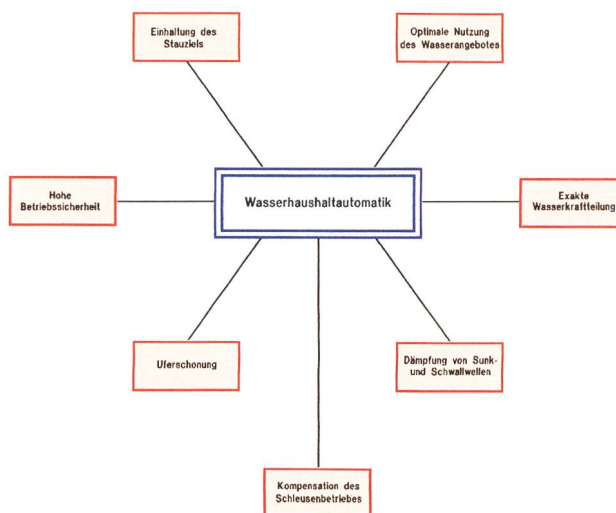 Einhaltung des
Stauziels
Optimale Nutzung
des Wasserangebotes
Hohe
Betriebssicherheit
Wasserhaushaltautomatik
Exakte
Wasserkraftteilung
Uferschonung
Dämpfung von Sunk-
und Schwallwellen
Kompensation des
Schleusenbetriebes